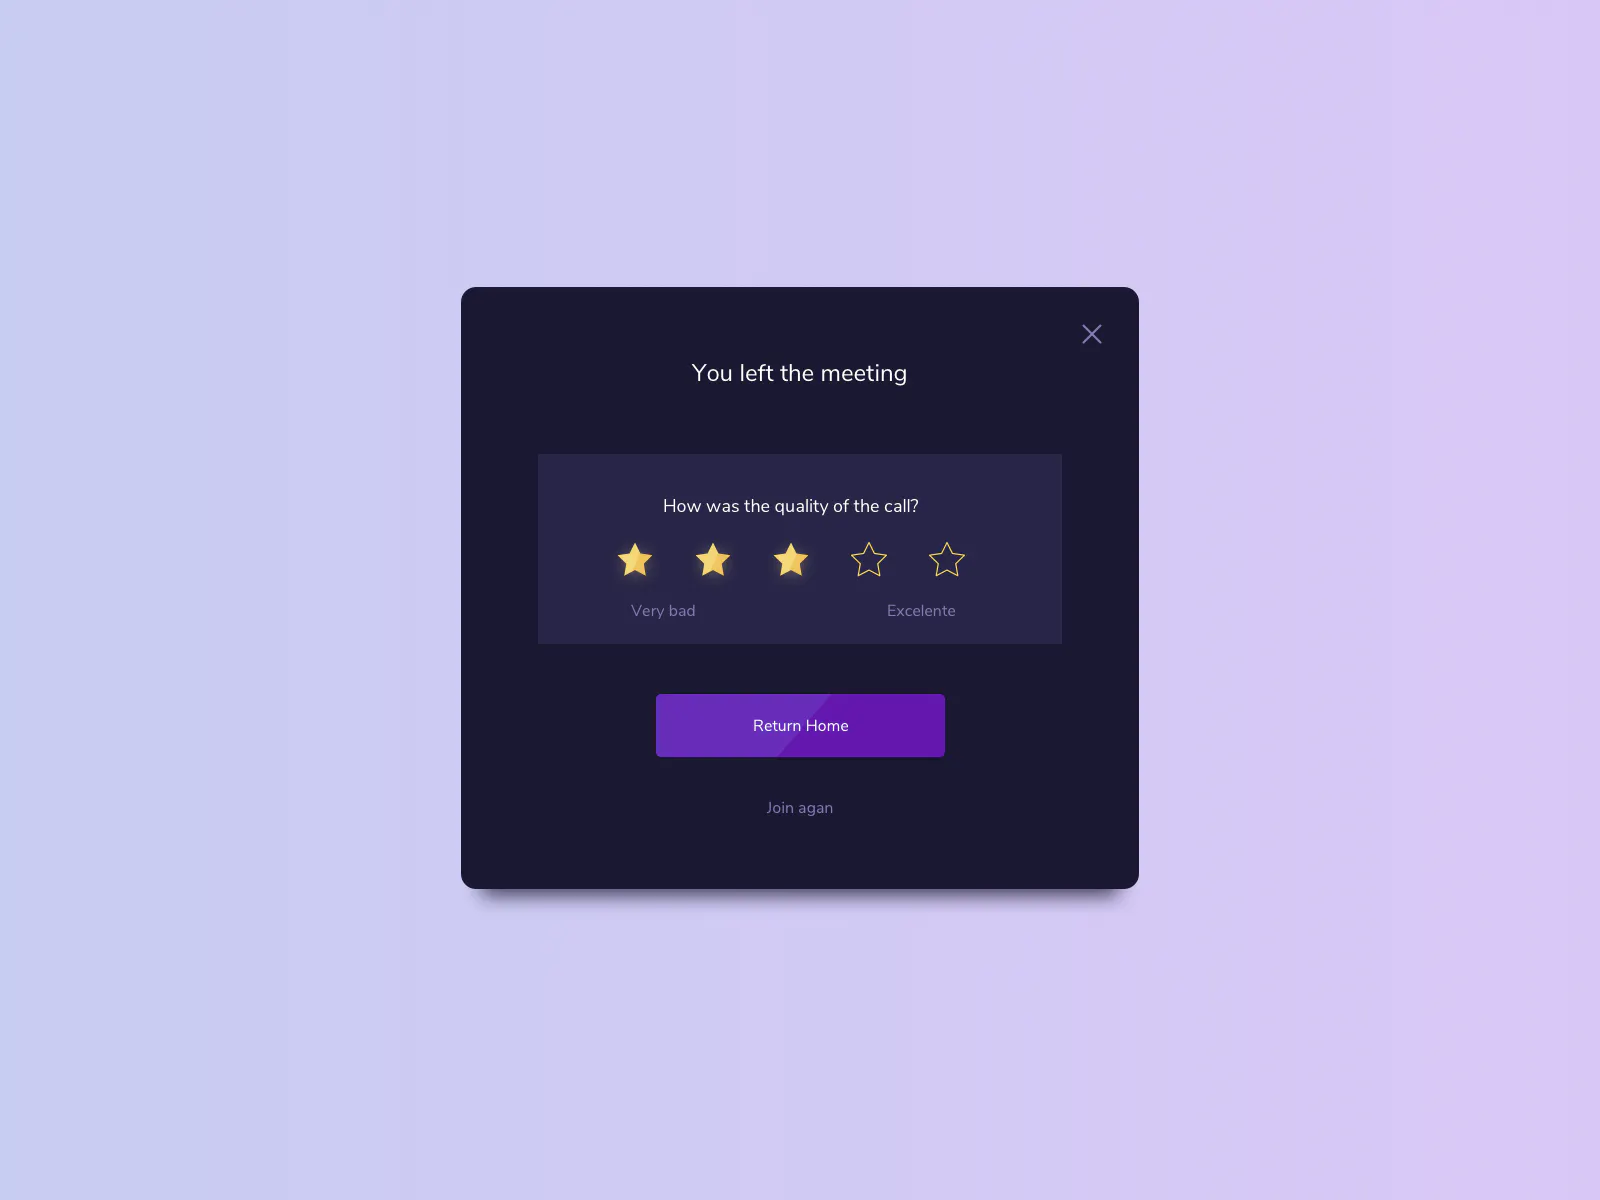 You left the meeting
How was the quality of the call?
Very bad
Excelente
Return Home
Join agan